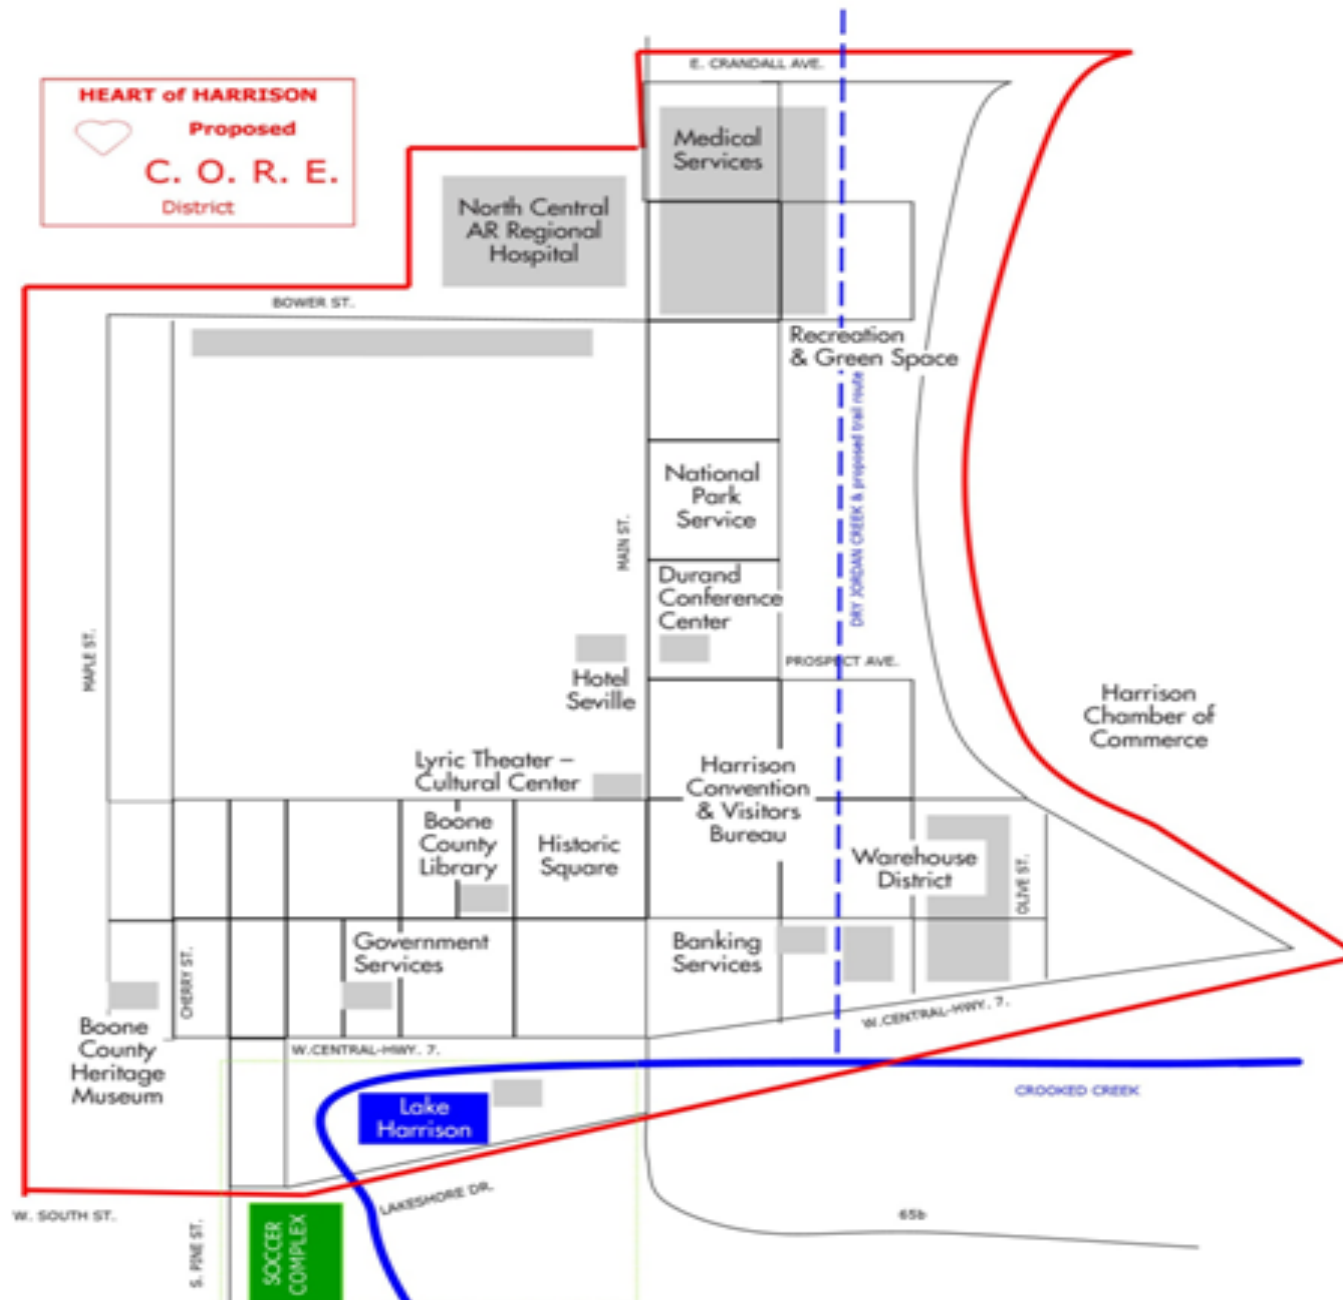 HEART of HARRISON
Proposed
C. O. R. E.
District
E. CRANDALL AVE.
Medical
Services
North Central
AR Regional
Hospital
BOWER ST.
Recreation
& Green Space
DRY JORDAN CREEK & proposed trail route
National
Park
Service
MAIN ST.
Durand
Conference
Center
MAPLE ST.
PROSPECT AVE.
Hotel
Seville
Harrison
Chamber of
Commerce
Lyric Theater –
Cultural Center
Harrison
Convention
& Visitors
Bureau
Boone
County
Library
Historic
Square
Warehouse
District
OLIVE ST.
Government
Services
Banking
Services
CHERRY ST.
W.CENTRAL-HWY. 7.
Boone
County
Heritage
Museum
W.CENTRAL-HWY. 7.
CROOKED CREEK
Lake
Harrison
LAKESHORE DR.
W. SOUTH ST.
65b
S. PINE ST.
SOCCER
COMPLEX